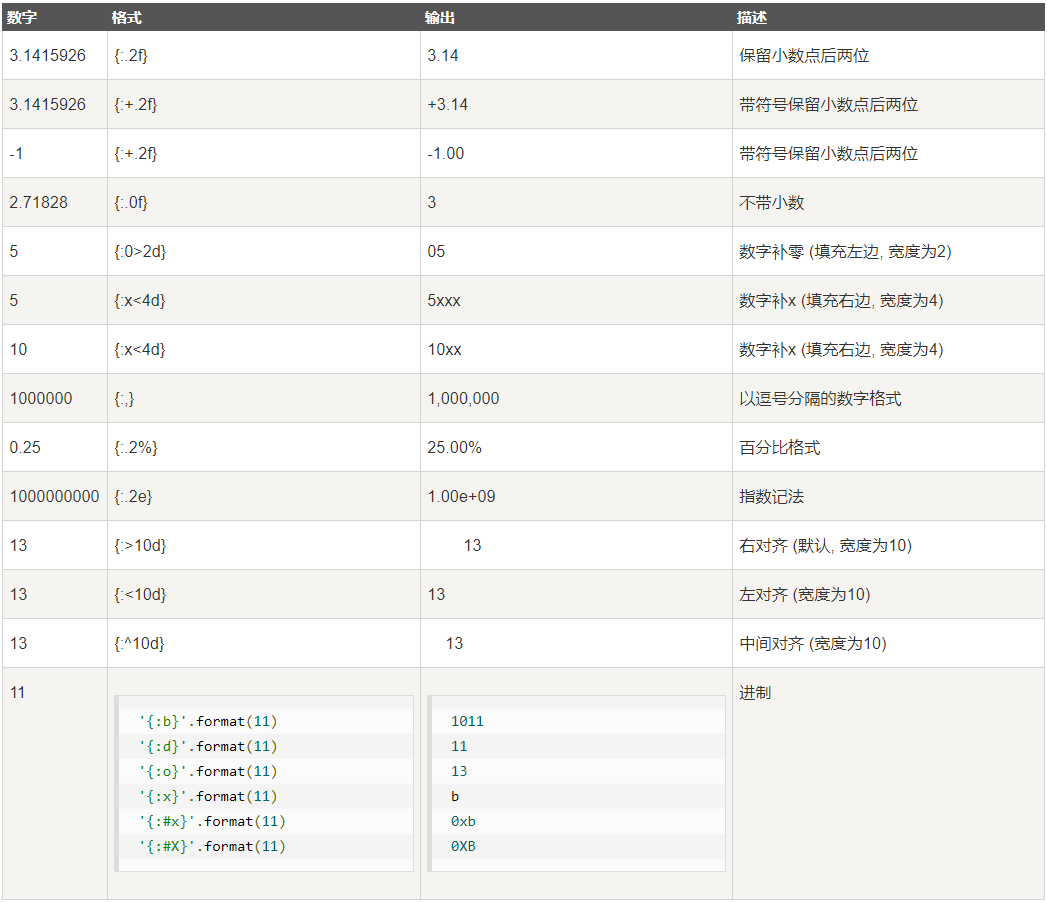 数字 格式 输出 描述
3.1415926 {:.2f} 3.14 保留小数点后两位
3.1415926 {:+.2f} +3.14 带符号保留小数点后两位
-1 {:+.2f} -1.00 带符号保留小数点后两位
2.71828 {:.0f} 3 不带小数
5 {:0>2d} 05 数字补零 (填充左边, 宽度为2)
5 {:x<4d} 5xxx 数字补x (填充右边, 宽度为4)
10 {:x<4d} 10xx 数字补x (填充右边, 宽度为4)
1000000 {:,} 1,000,000 以逗号分隔的数字格式
0.25 {:.2%} 25.00% 百分比格式
1000000000 {:.2e} 1.00e+09 指数记法
13 {:>10d} 13 右对齐 (默认, 宽度为10)
13 {:<10d} 13 左对齐 (宽度为10)
13 {:^10d} 13 中间对齐 (宽度为10)
11 进制
'{:b}'.format(11) 1011
'{:d}'.format(11) 11
'{:o}'.format(11) 13
'{:x}'.format(11) b
'{:#x}'.format(11) 0xb
'{:#X}'.format(11) 0XB